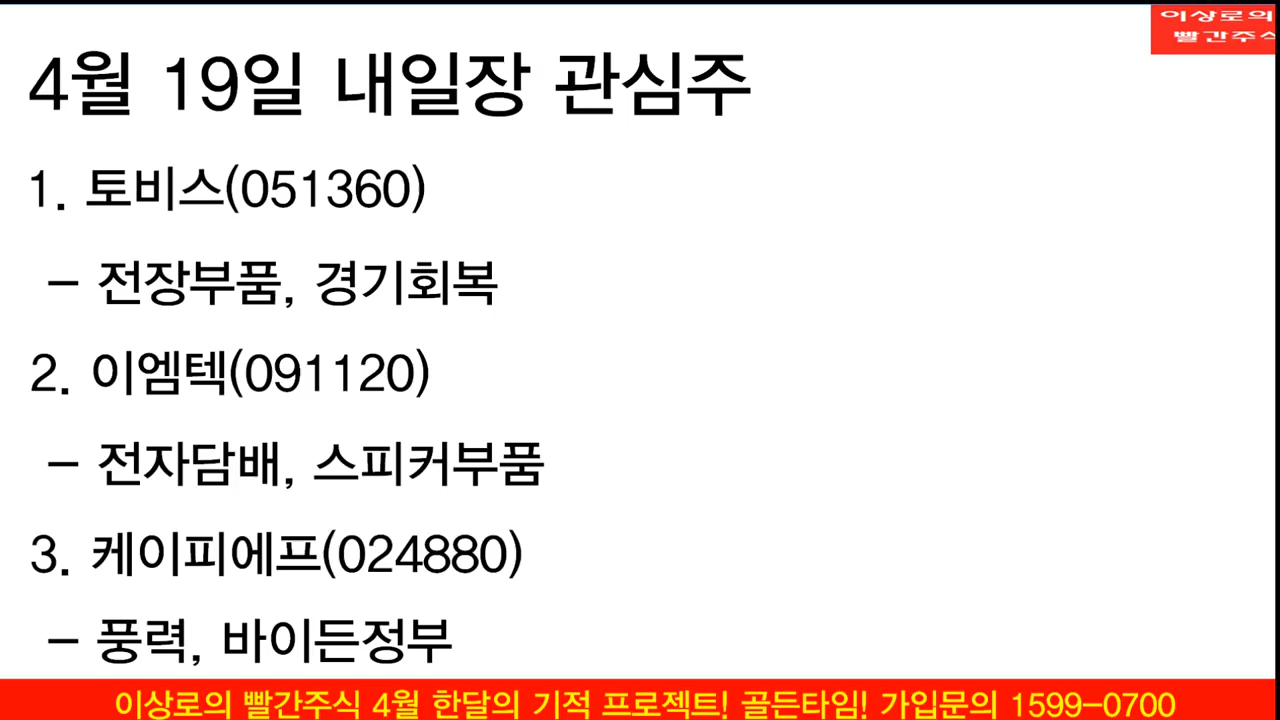 이상로의
빨간주식
4월 19일 내일장 관심주
1. 토비스(051360)
- 전장부품, 경기회복
2. 이엠텍(091120)
- 전자담배, 스피커부품
3. 케이피에프(024880)
- 풍력, 바이든정부
이상로의 빨간주식 4월 한달의 기적 프로젝트! 골든타임! 가입문의 1599-0700